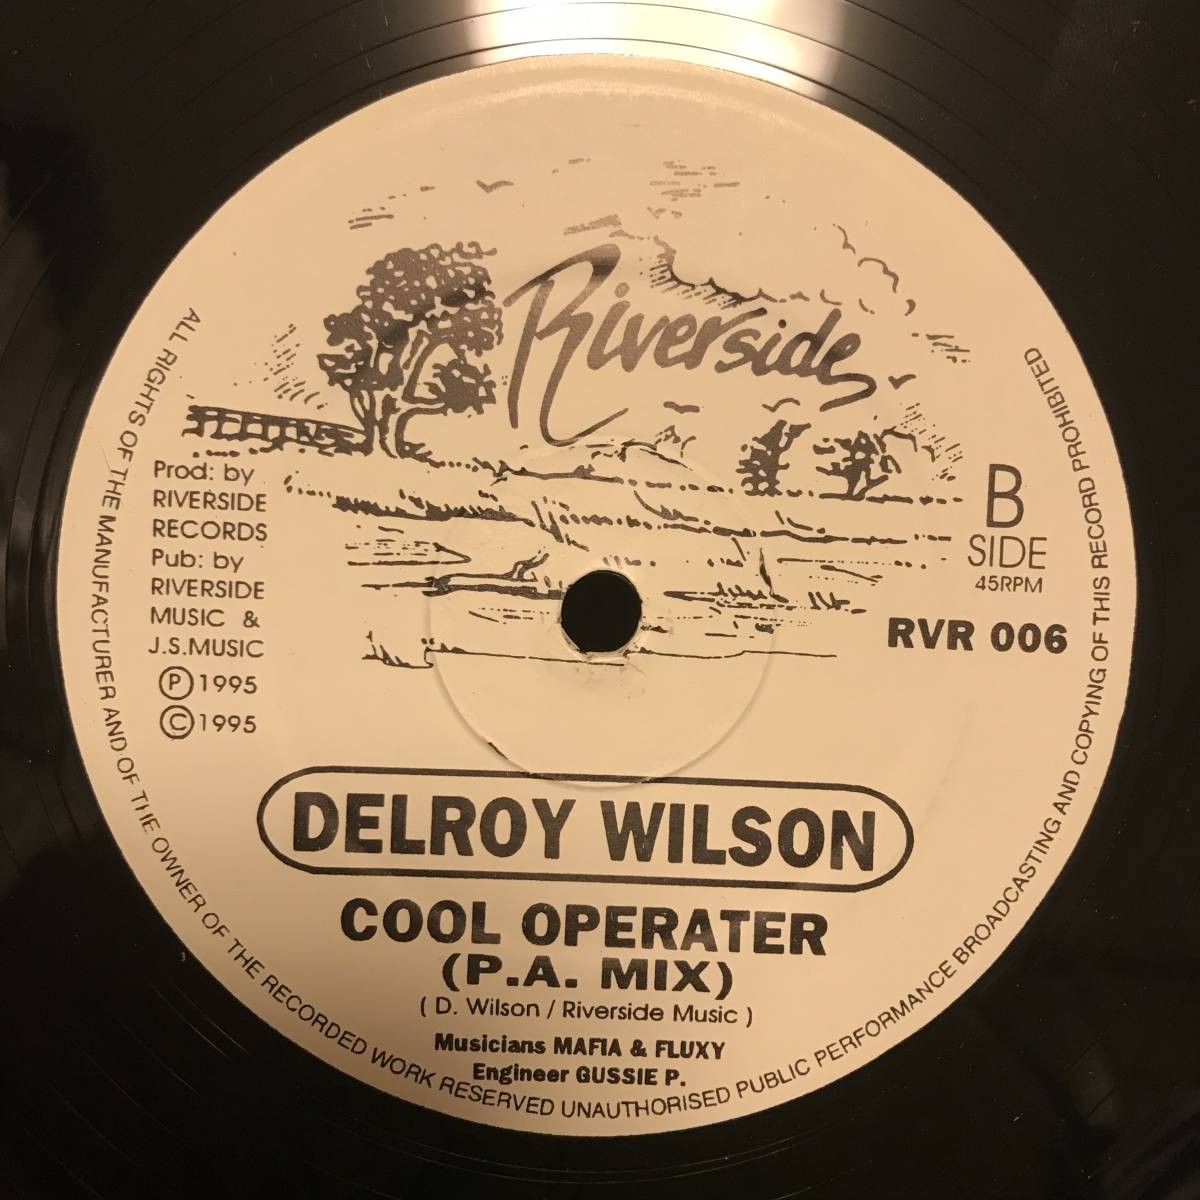 Riverside
Prod: by
RIVERSIDE
RECORDS
Pub: by
RIVERSIDE
MUSIC &
J.S.MUSIC
Ⓟ1995
Ⓒ1995
B
SIDE
45RPM
RVR 006
DELROY WILSON
COOL OPERATER
(P.A. MIX)
( D. Wilson / Riverside Music )
Musicians MAFIA & FLUXY
Engineer GUSSIE P.
ALL RIGHTS OF THE MANUFACTURER AND OF THE OWNER OF THE RECORDED WORK RESERVED UNAUTHORISED PUBLIC PERFORMANCE BROADCASTING AND COPYING OF THIS RECORD PROHIBITED